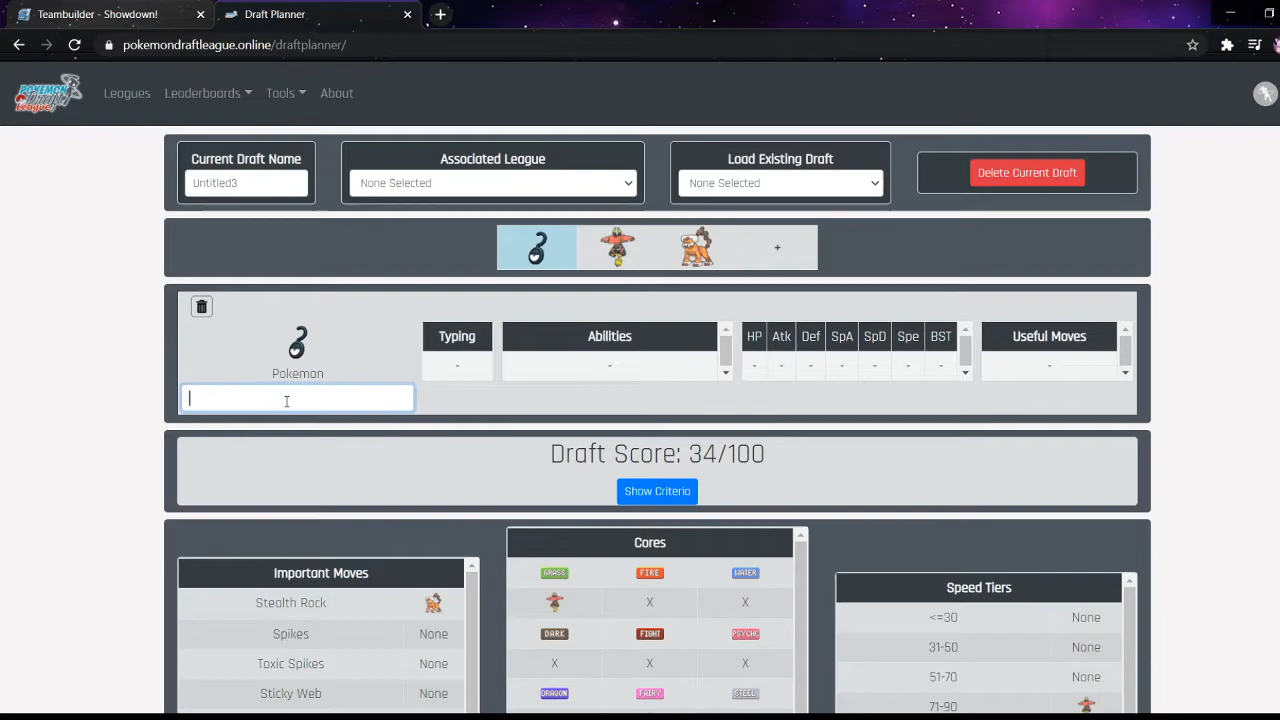 Teambuilder - Showdown!
Draft Planner
pokemondraftleague.online/draftplanner/
POKEMON Draft League!
Leagues
Leaderboards
Tools
About
Current Draft Name
Associated League
Load Existing Draft
Delete Current Draft
Untitled3
None Selected
None Selected
+
Pokemon
Typing
Abilities
HP Atk Def SpA SpD Spe BST
Useful Moves
- - - - - - - - - -
Draft Score: 34/100
Show Criteria
Important Moves
Stealth Rock
Spikes None
Toxic Spikes None
Sticky Web None
Cores
GRASS FIRE WATER
X X
DARK FIGHT PSYCHC
X X X
DRAGON FAIRY STEEL
Speed Tiers
<=30 None
31-50 None
51-70 None
71-90